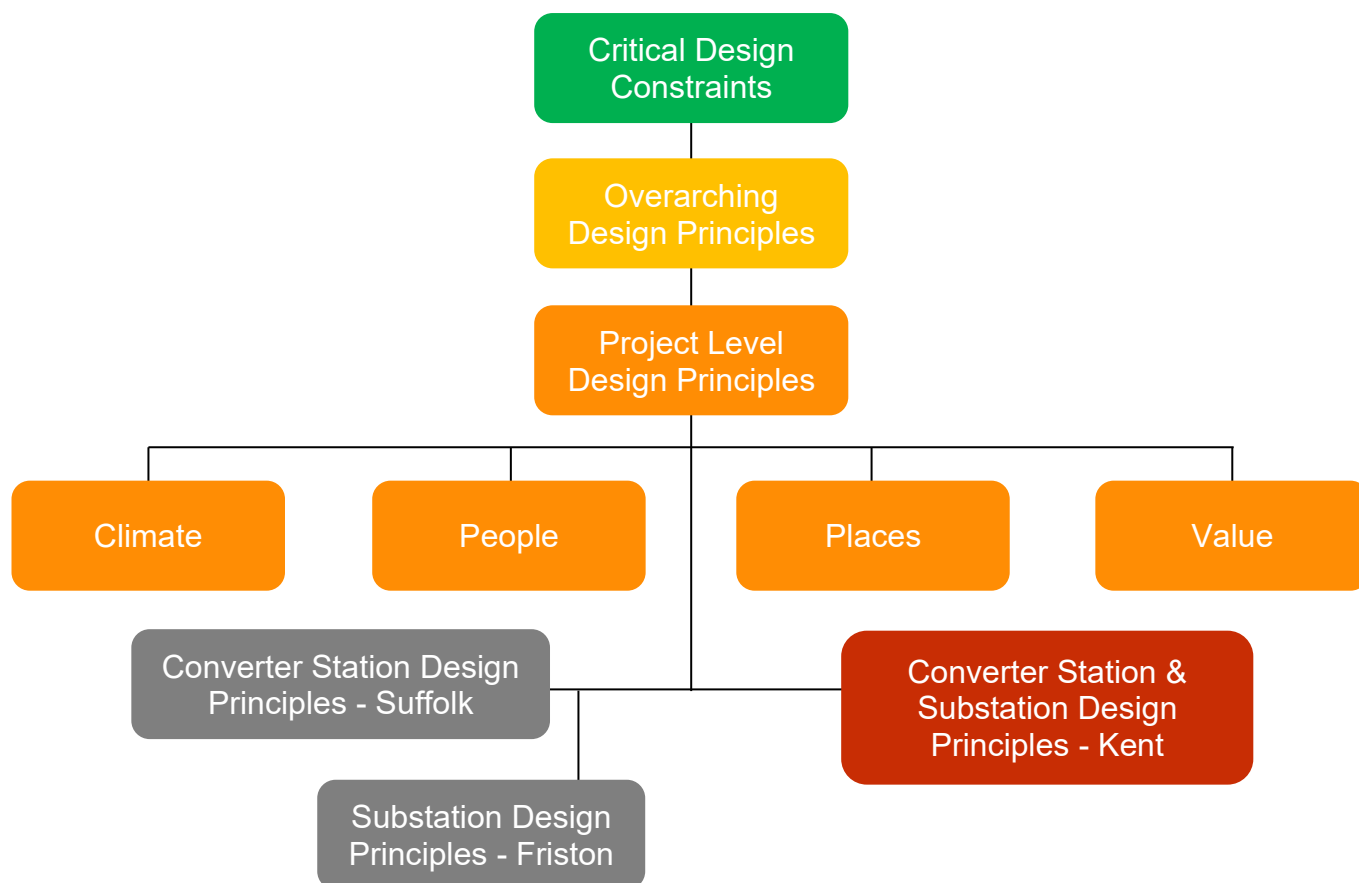 Critical Design
Constraints
Overarching
Design Principles
Project Level
Design Principles
Climate
People
Places
Value
Converter Station Design
Principles - Suffolk
Converter Station &
Substation Design
Principles - Kent
Substation Design
Principles - Friston